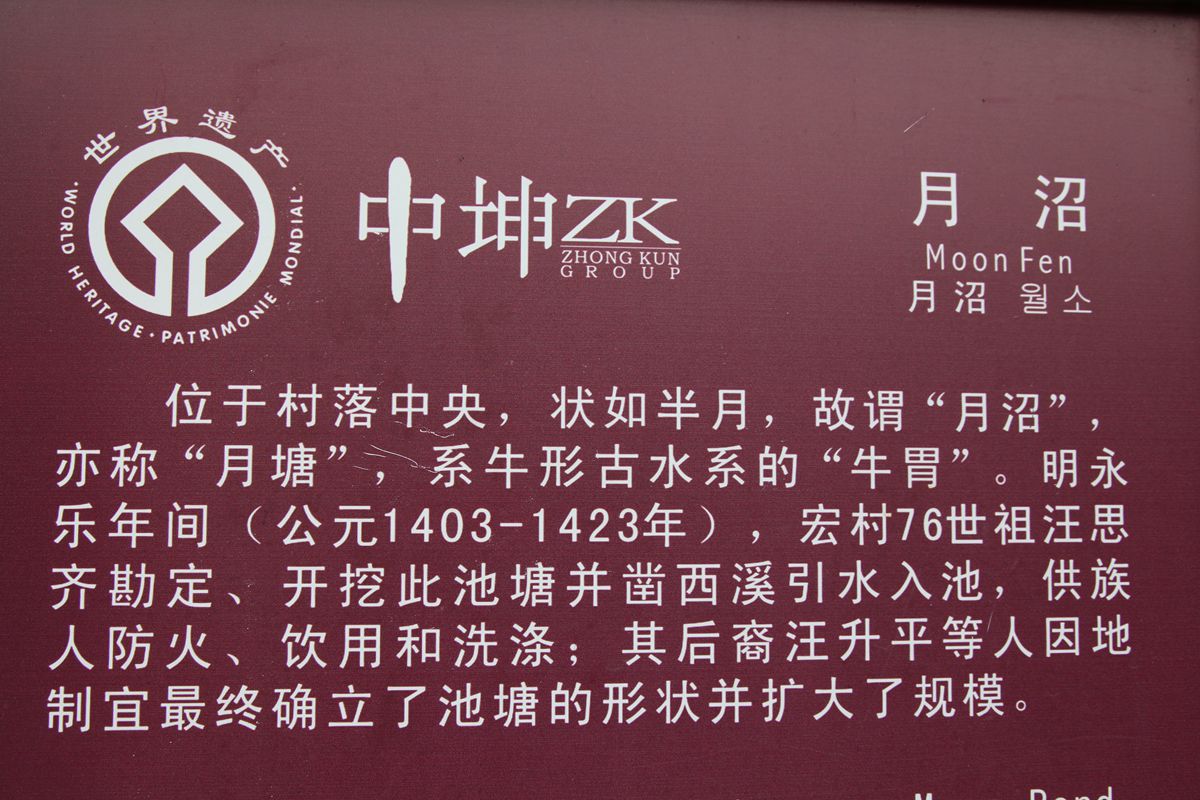 世界遗产
·WORLD HERITAGE·PATRIMONIE MONDIAL·
中坤ZK
ZHONG KUN
GROUP
月 沼
Moon Fen
月沼 월소
位于村落中央，状如半月，故谓“月沼”，
亦称“月塘”，系牛形古水系的“牛胃”。明永
乐年间（公元1403-1423年），宏村76世祖汪思
齐勘定、开挖此池塘并凿西溪引水入池，供族
人防火、饮用和洗涤；其后裔汪升平等人因地
制宜最终确立了池塘的形状并扩大了规模。